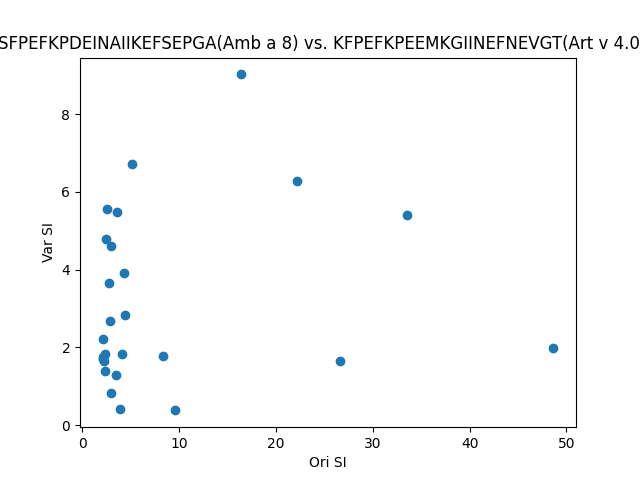 SFPEFKPDEINAIIKEFSEPGA(Amb a 8) vs. KFPEFKPEEMKGIINEFNEVGT(Art v 4.0
8
6
4
2
0
Var SI
0 10 20 30 40 50
Ori SI